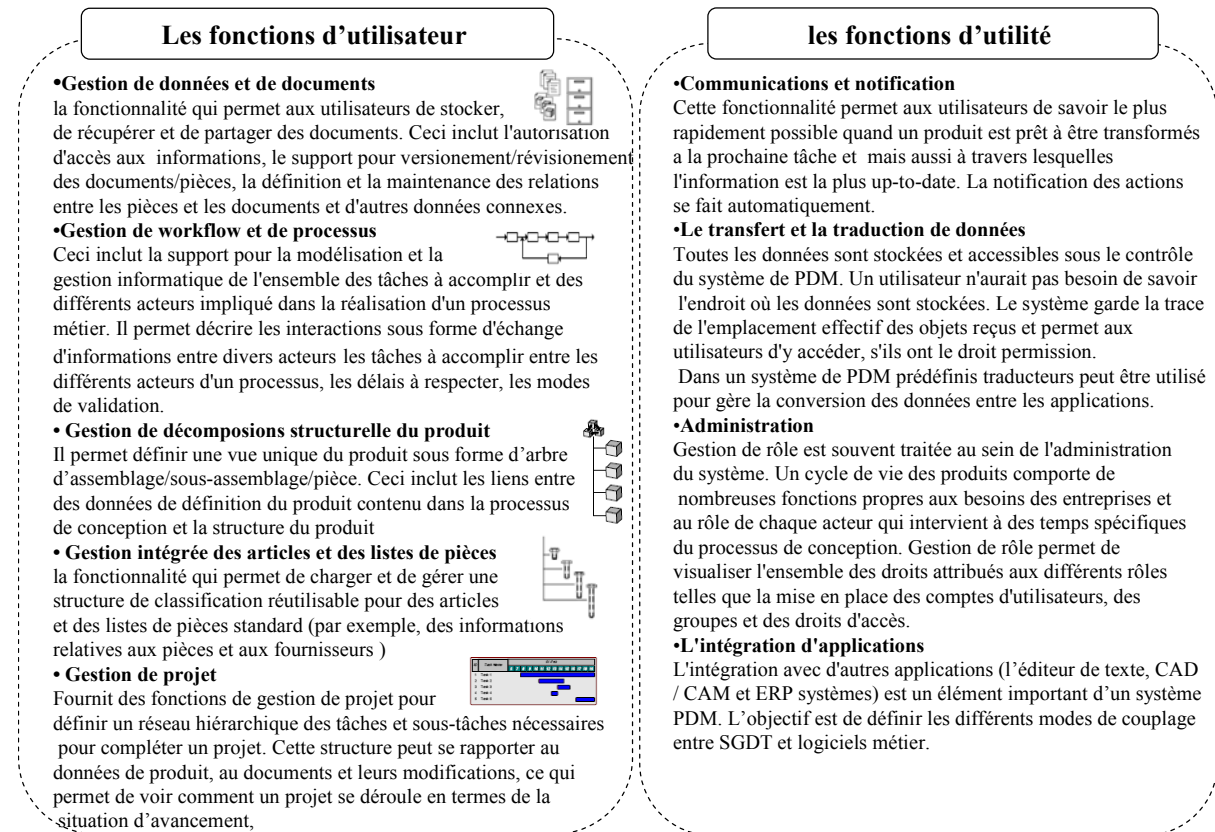 Les fonctions d’utilisateur
•Gestion de données et de documents
la fonctionnalité qui permet aux utilisateurs de stocker,
de récupérer et de partager des documents. Ceci inclut l'autorisation
d'accès aux informations, le support pour versionement/révisionement
des documents/pièces, la définition et la maintenance des relations
entre les pièces et les documents et d'autres données connexes.
•Gestion de workflow et de processus
Ceci inclut la support pour la modélisation et la
gestion informatique de l'ensemble des tâches à accomplir et des
différents acteurs impliqué dans la réalisation d'un processus
métier. Il permet décrire les interactions sous forme d'échange
d'informations entre divers acteurs les tâches à accomplir entre les
différents acteurs d'un processus, les délais à respecter, les modes
de validation.
• Gestion de décomposions structurelle du produit
Il permet définir une vue unique du produit sous forme d’arbre
d’assemblage/sous-assemblage/pièce. Ceci inclut les liens entre
des données de définition du produit contenu dans la processus
de conception et la structure du produit
• Gestion intégrée des articles et des listes de pièces
la fonctionnalité qui permet de charger et de gérer une
structure de classification réutilisable pour des articles
et des listes de pièces standard (par exemple, des informations
relatives aux pièces et aux fournisseurs )
• Gestion de projet
Fournit des fonctions de gestion de projet pour
définir un réseau hiérarchique des tâches et sous-tâches nécessaires
pour compléter un projet. Cette structure peut se rapporter au
données de produit, au documents et leurs modifications, ce qui
permet de voir comment un projet se déroule en termes de la
situation d’avancement,
les fonctions d’utilité
•Communications et notification
Cette fonctionnalité permet aux utilisateurs de savoir le plus
rapidement possible quand un produit est prêt à être transformés
a la prochaine tâche et mais aussi à travers lesquelles
l'information est la plus up-to-date. La notification des actions
se fait automatiquement.
•Le transfert et la traduction de données
Toutes les données sont stockées et accessibles sous le contrôle
du système de PDM. Un utilisateur n'aurait pas besoin de savoir
l'endroit où les données sont stockées. Le système garde la trace
de l'emplacement effectif des objets reçus et permet aux
utilisateurs d'y accéder, s'ils ont le droit permission.
Dans un système de PDM prédéfinis traducteurs peut être utilisé
pour gère la conversion des données entre les applications.
•Administration
Gestion de rôle est souvent traitée au sein de l'administration
du système. Un cycle de vie des produits comporte de
nombreuses fonctions propres aux besoins des entreprises et
au rôle de chaque acteur qui intervient à des temps spécifiques
du processus de conception. Gestion de rôle permet de
visualiser l'ensemble des droits attribués aux différents rôles
telles que la mise en place des comptes d'utilisateurs, des
groupes et des droits d'accès.
•L'intégration d'applications
L'intégration avec d'autres applications (l’éditeur de texte, CAD
/ CAM et ERP systèmes) est un élément important d’un système
PDM. L’objectif est de définir les différents modes de couplage
entre SGDT et logiciels métier.